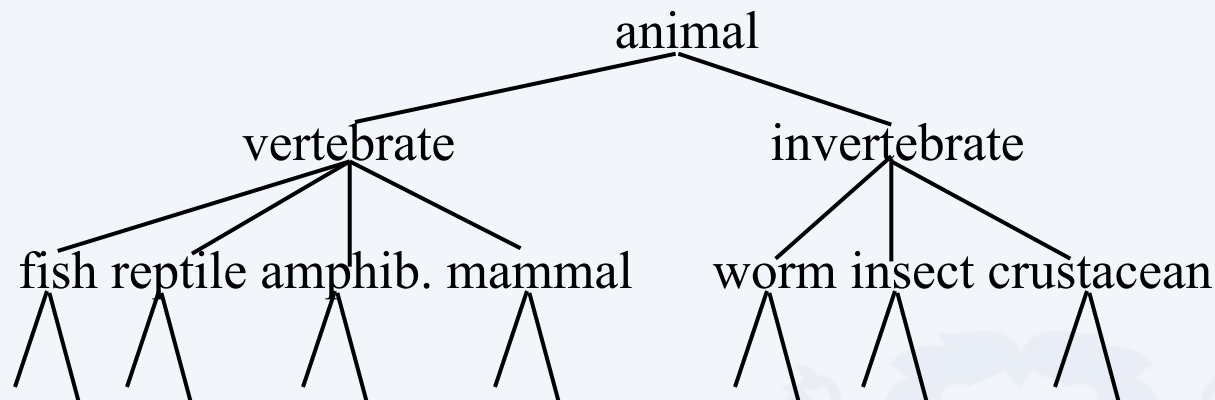 animal
vertebrate invertebrate
fish reptile amphib. mammal worm insect crustacean